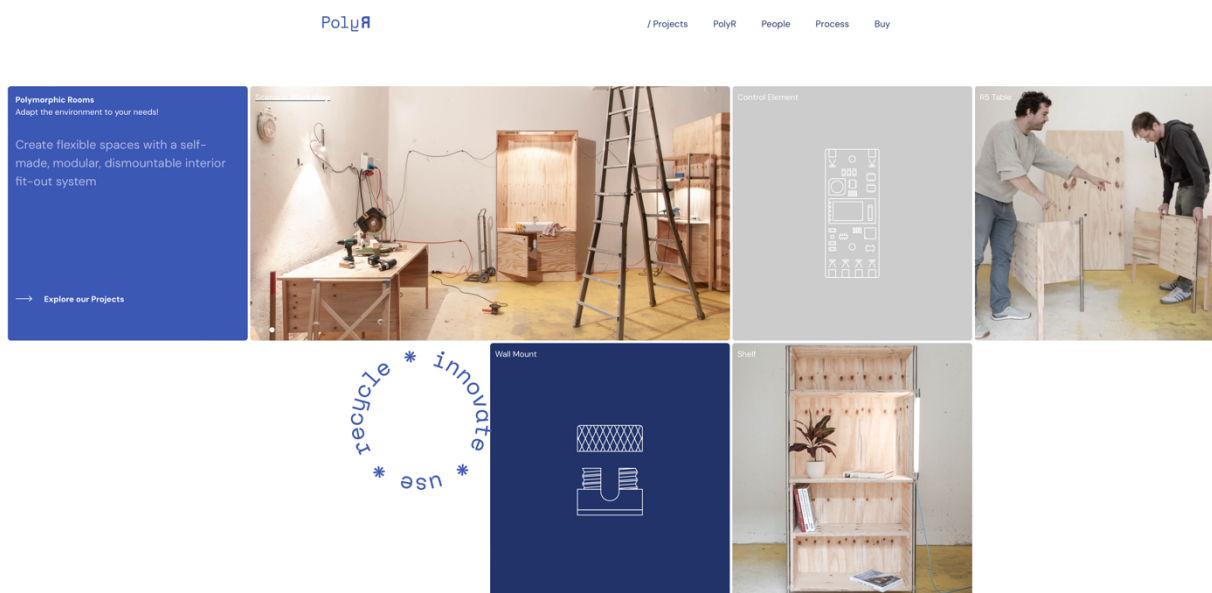 PolyR
/ Projects
PolyR
People
Process
Buy
Polymorphic Rooms
Adapt the environment to your needs!
Create flexible spaces with a self-
made, modular, dismountable interior
fit-out system
Explore our Projects
Control Element
R5 Table
recycle * innovate * use *
Wall Mount
Shelf